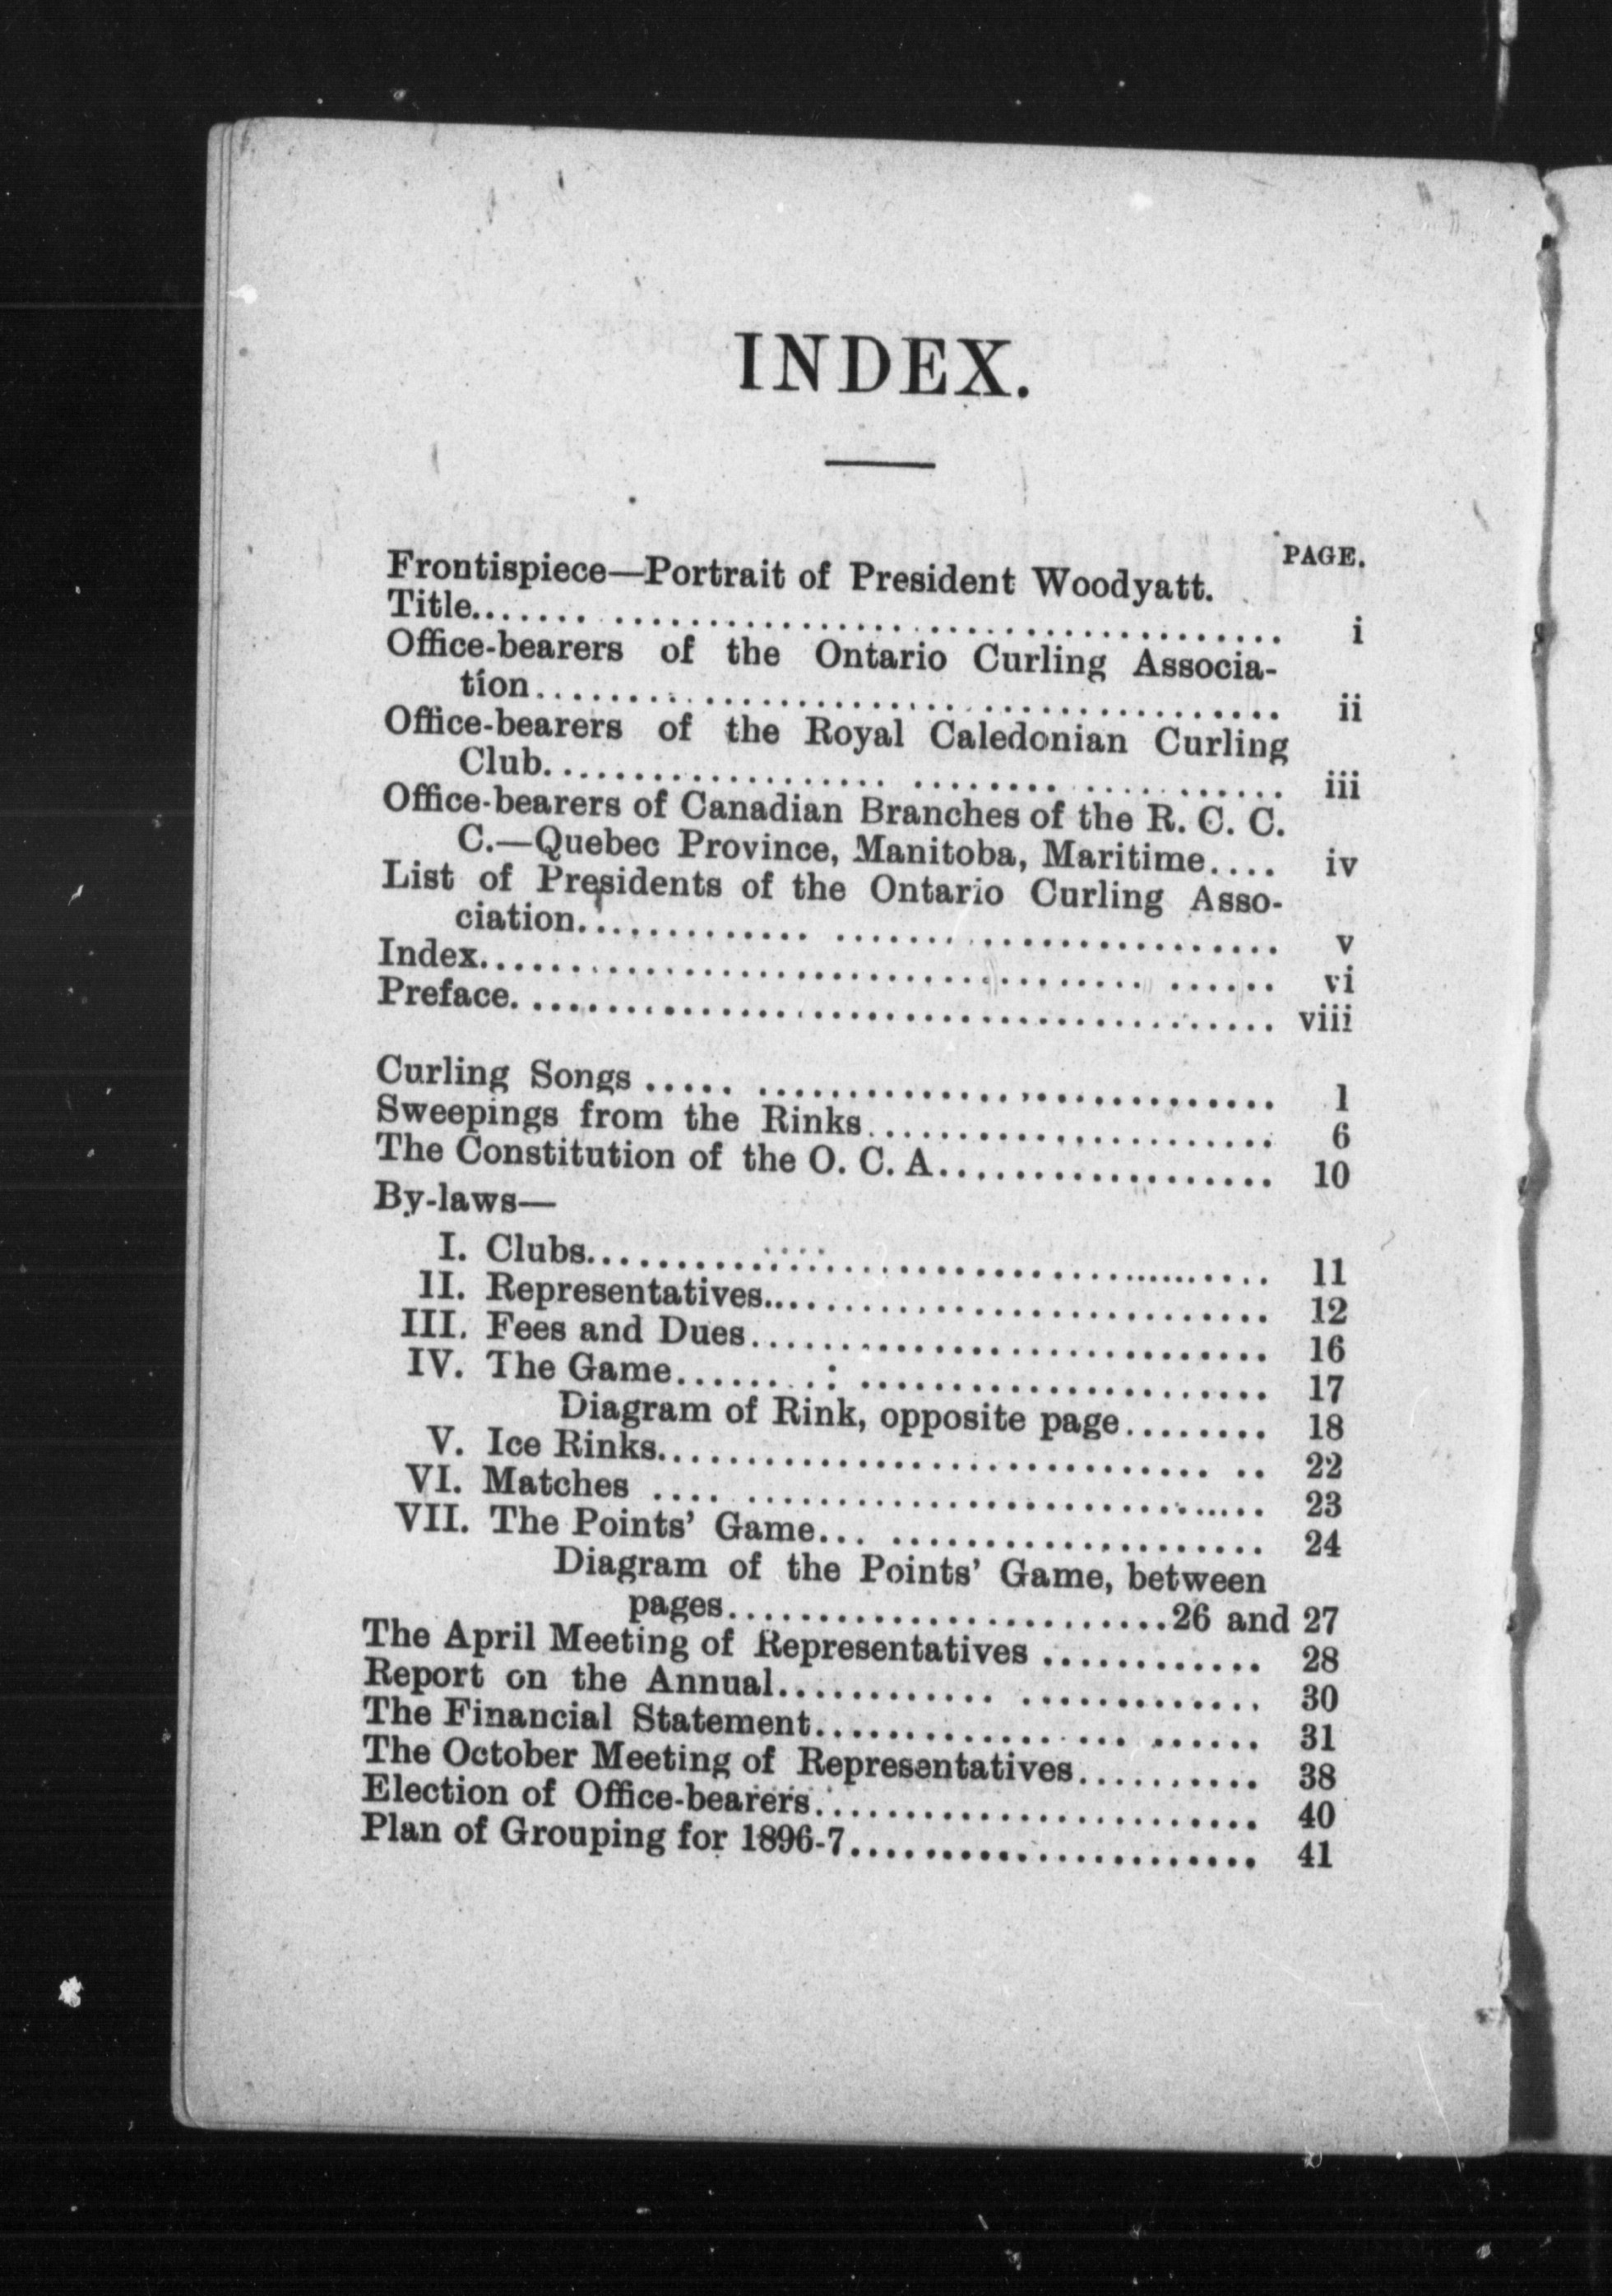 INDEX.
PAGE.
Frontispiece—Portrait of President Woodyatt.
Title............................................ i
Office-bearers of the Ontario Curling Associa-
tion............................................ ii
Office-bearers of the Royal Caledonian Curling
Club............................................ iii
Office-bearers of Canadian Branches of the R. C. C.
C.—Quebec Province, Manitoba, Maritime.... iv
List of Presidents of the Ontario Curling Asso-
ciation............................................ v
Index............................................ vi
Preface............................................ viii
Curling Songs ............................................ 1
Sweepings from the Rinks...................... 6
The Constitution of the O. C. A.................. 10
By-laws—
I. Clubs........................................ 11
II. Representatives............................ 12
III. Fees and Dues............................ 16
IV. The Game................................ 17
Diagram of Rink, opposite page........ 18
V. Ice Rinks................................ 22
VI. Matches ................................ 23
VII. The Points' Game........................ 24
Diagram of the Points' Game, between
pages........................26 and 27
The April Meeting of Representatives ............ 28
Report on the Annual.......................... 30
The Financial Statement........................ 31
The October Meeting of Representatives.......... 38
Election of Office-bearers........................ 40
Plan of Grouping for 1896-7...................... 41